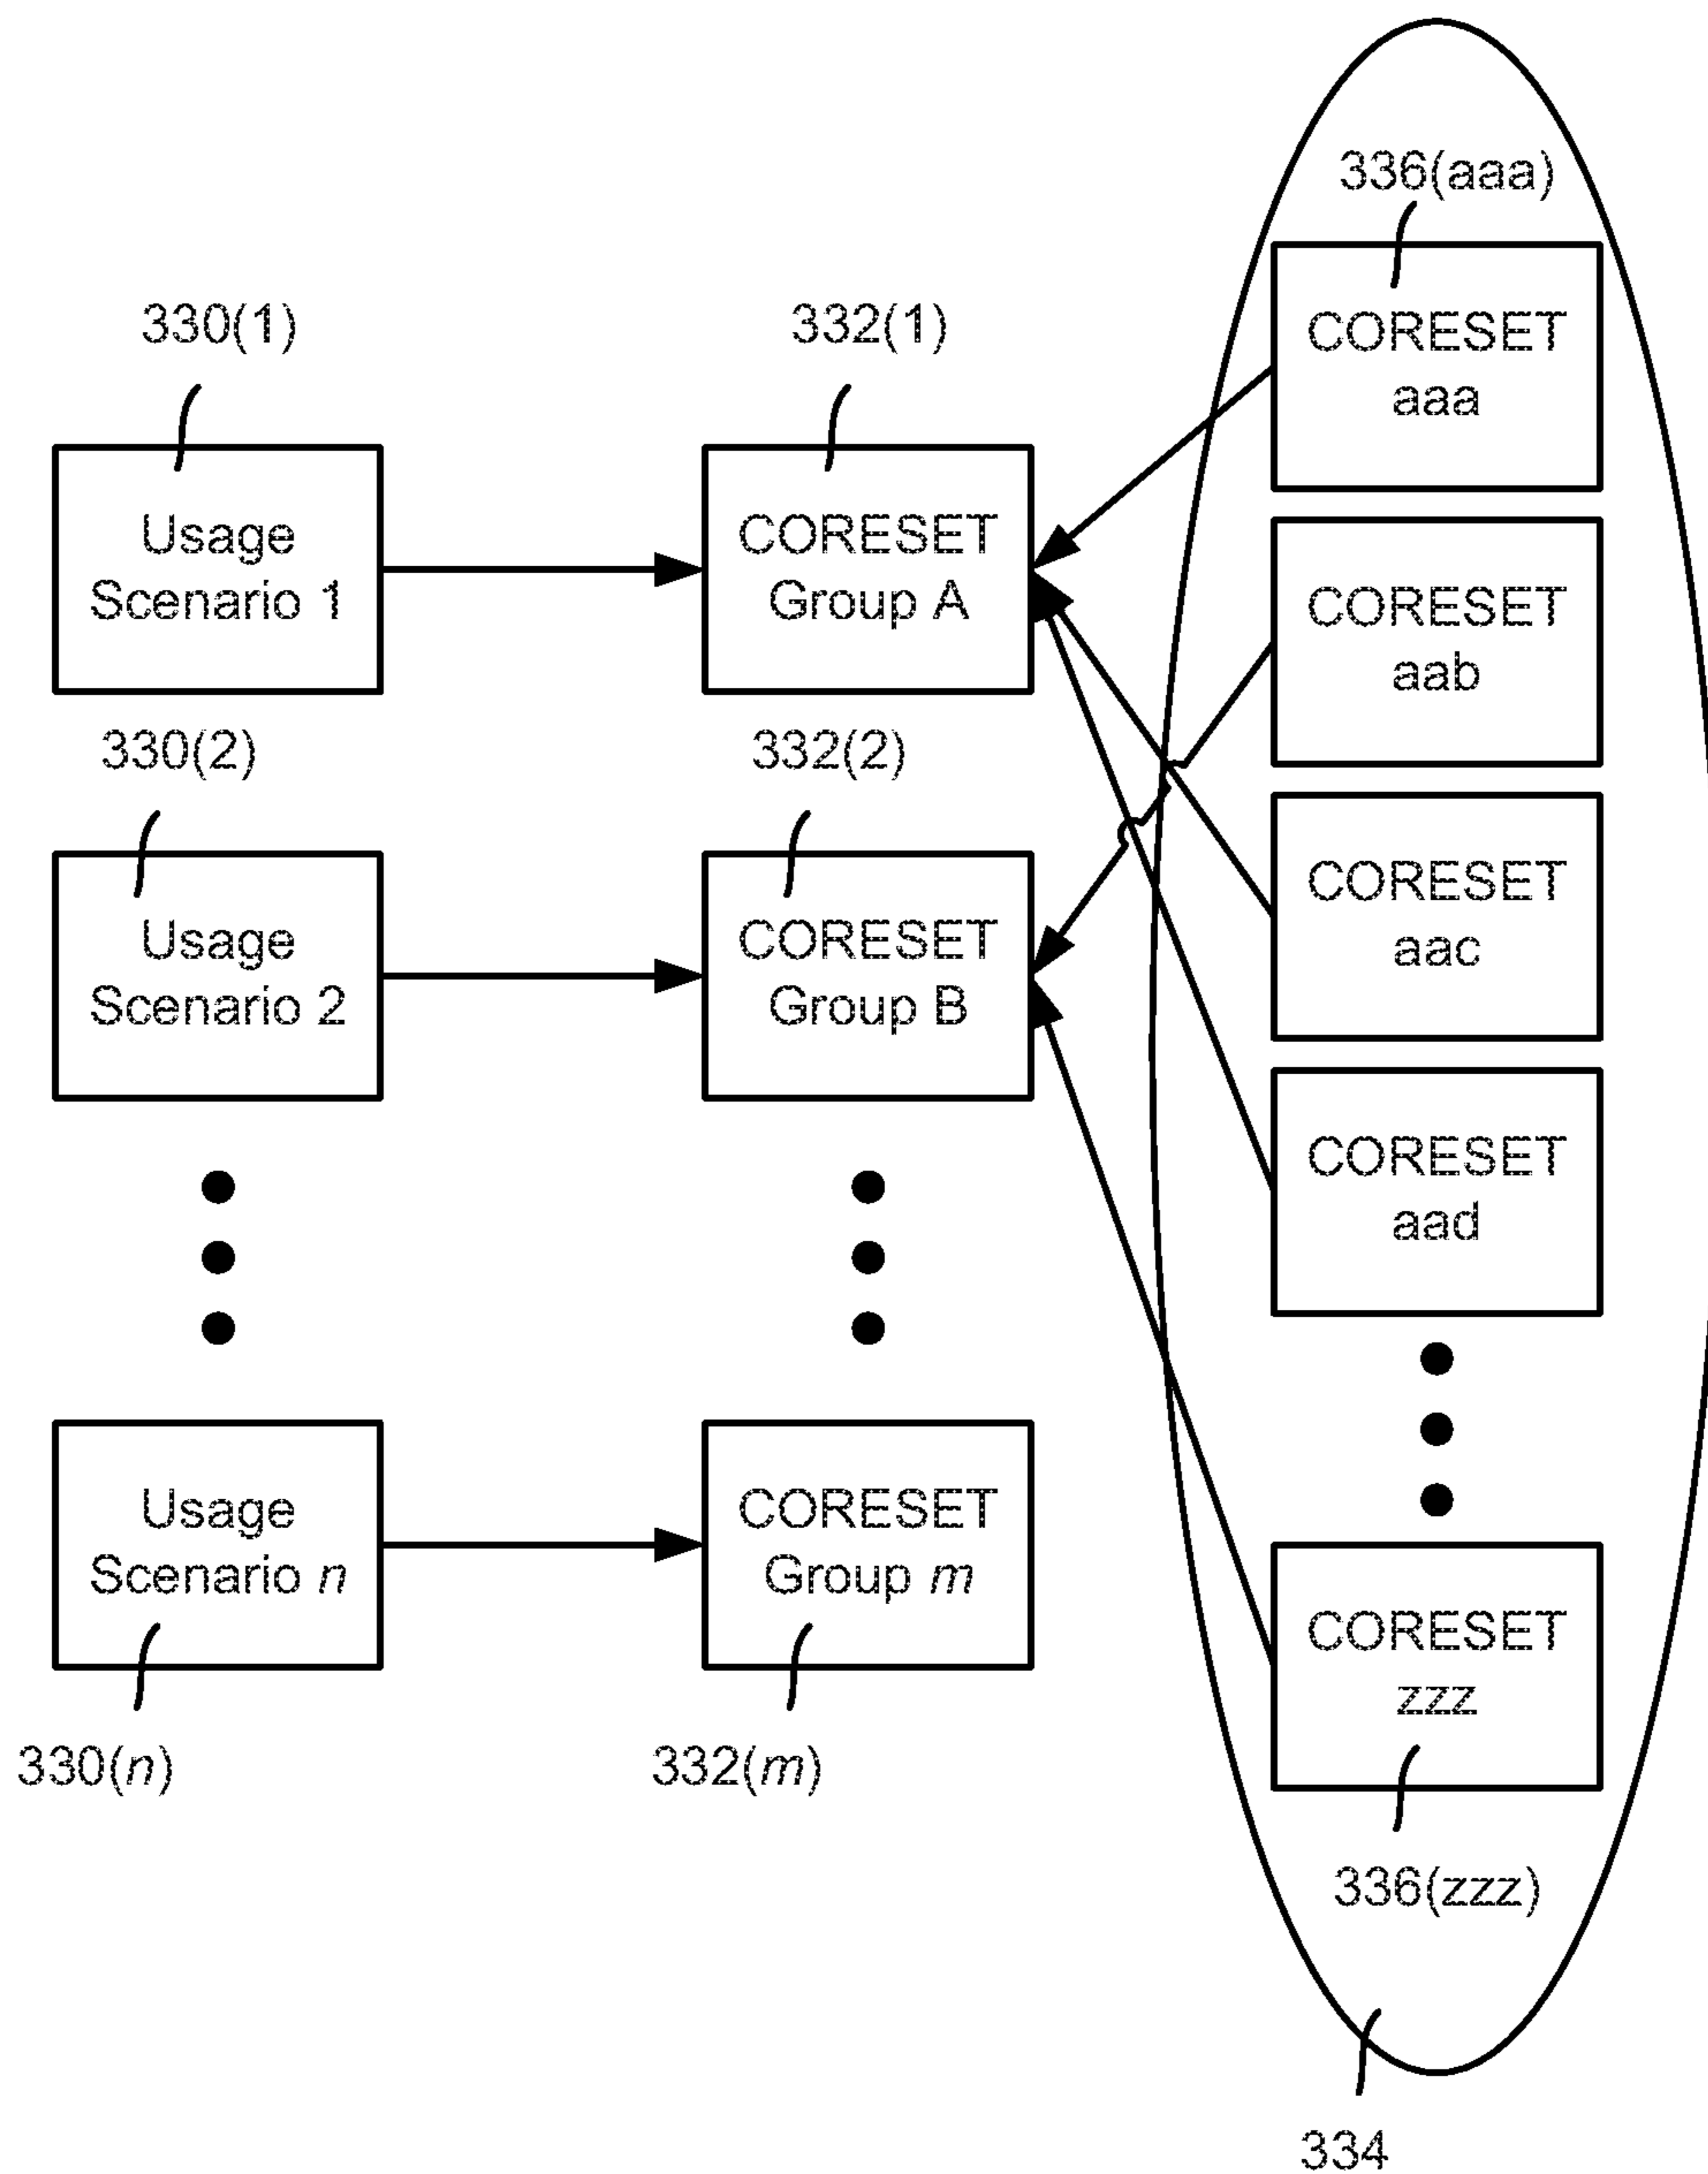 336(aaa)
CORESET
aaa
330(1)
332(1)
Usage
Scenario 1
CORESET
Group A
CORESET
aab
330(2)
332(2)
Usage
Scenario 2
CORESET
Group B
CORESET
aac
CORESET
aad
Usage
Scenario n
CORESET
Group m
CORESET
zzz
330(n)
332(m)
336(zzz)
334